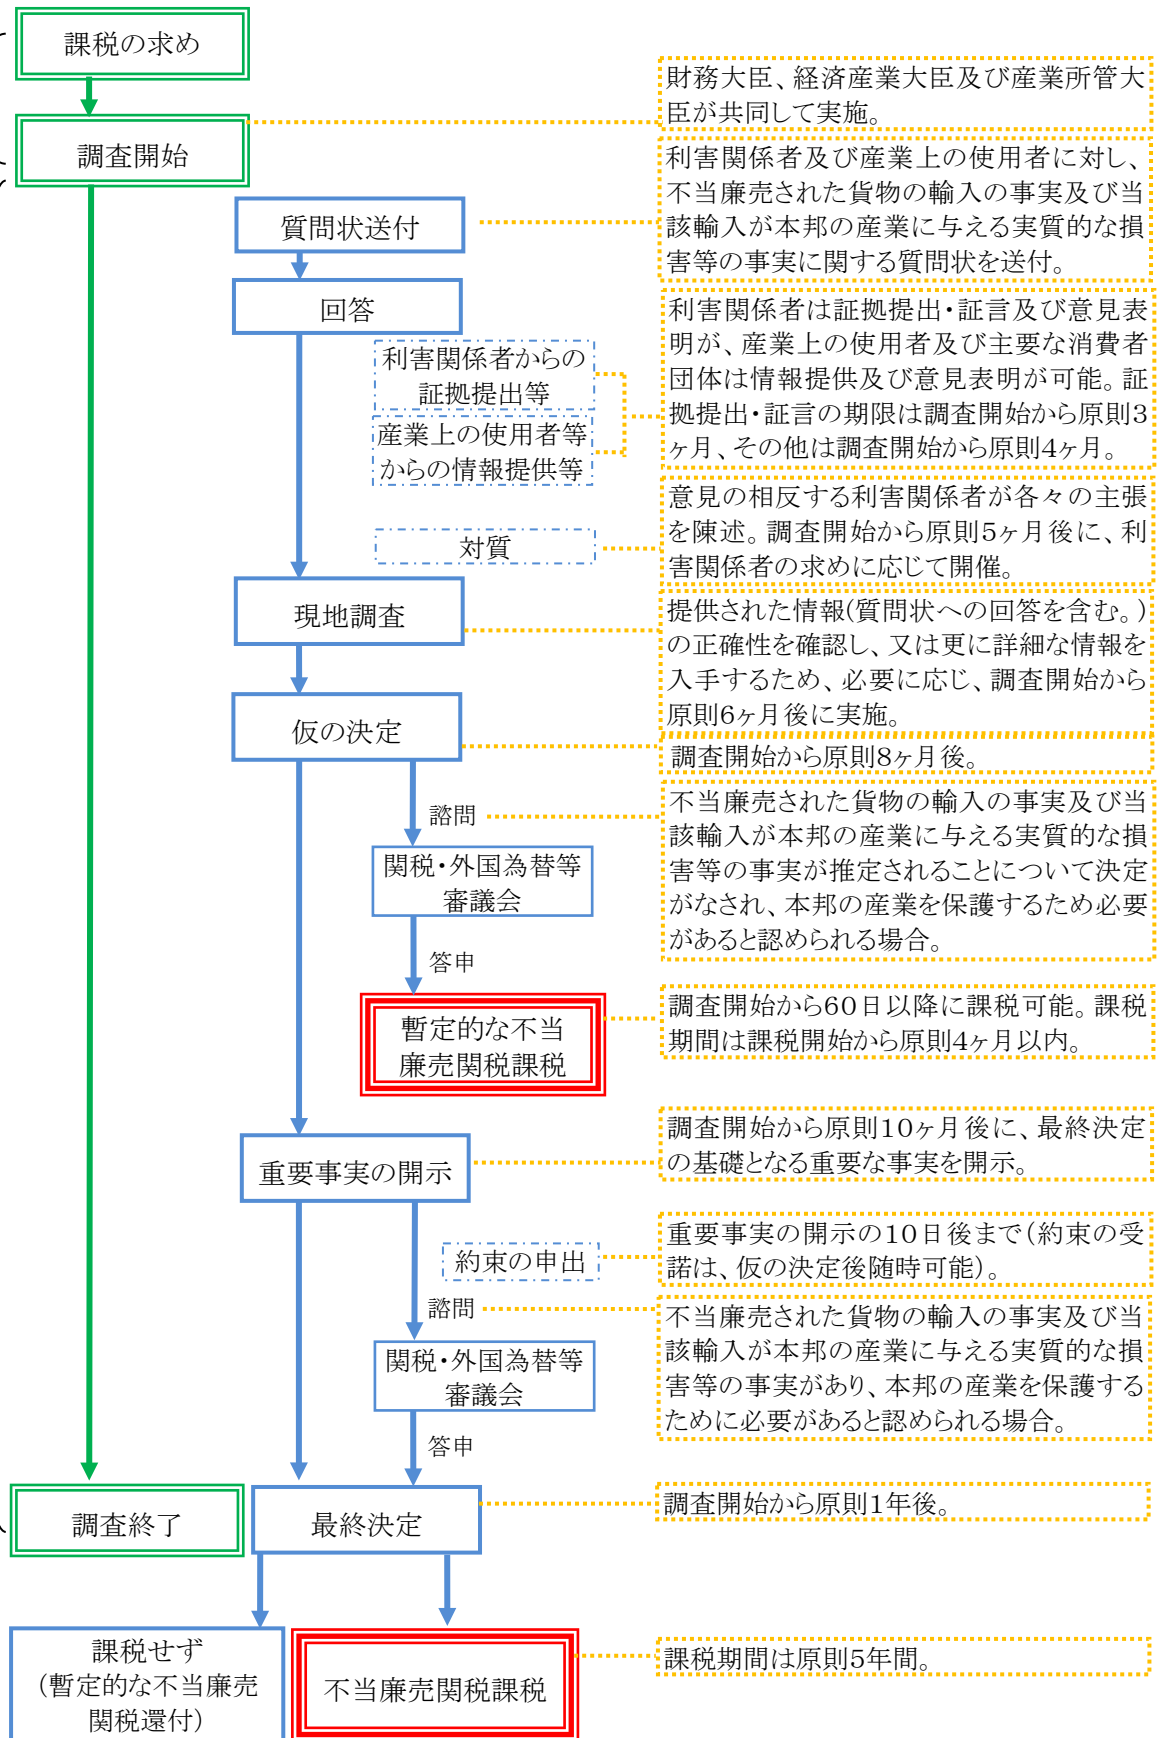 課税の求め
財務大臣、経済産業大臣及び産業所管大
臣が共同して実施。
調査開始
利害関係者及び産業上の使用者に対し、
不当廉売された貨物の輸入の事実及び当
該輸入が本邦の産業に与える実質的な損
害等の事実に関する質問状を送付。
質問状送付
回答
利害関係者は証拠提出・証言及び意見表
明が、産業上の使用者及び主要な消費者
団体は情報提供及び意見表明が可能。証
拠提出・証言の期限は調査開始から原則3
ヶ月、その他は調査開始から原則4ヶ月。
利害関係者からの
証拠提出等
産業上の使用者等
からの情報提供等
意見の相反する利害関係者が各々の主張
を陳述。調査開始から原則5ヶ月後に、利
害関係者の求めに応じて開催。
対質
現地調査
提供された情報(質問状への回答を含む。)
の正確性を確認し、又は更に詳細な情報を
入手するため、必要に応じ、調査開始から
原則6ヶ月後に実施。
仮の決定
調査開始から原則8ヶ月後。
諮問
不当廉売された貨物の輸入の事実及び当
該輸入が本邦の産業に与える実質的な損
害等の事実が推定されることについて決定
がなされ、本邦の産業を保護するため必要
があると認められる場合。
関税・外国為替等
審議会
答申
暫定的な不当
廉売関税課税
調査開始から60日以降に課税可能。課税
期間は課税開始から原則4ヶ月以内。
重要事実の開示
調査開始から原則10ヶ月後に、最終決定
の基礎となる重要な事実を開示。
約束の申出
重要事実の開示の10日後まで(約束の受
諾は、仮の決定後随時可能)。
諮問
不当廉売された貨物の輸入の事実及び当
該輸入が本邦の産業に与える実質的な損
害等の事実があり、本邦の産業を保護する
ために必要があると認められる場合。
関税・外国為替等
審議会
答申
調査終了
最終決定
調査開始から原則1年後。
課税せず
(暫定的な不当廉売
関税還付)
不当廉売関税課税
課税期間は原則5年間。